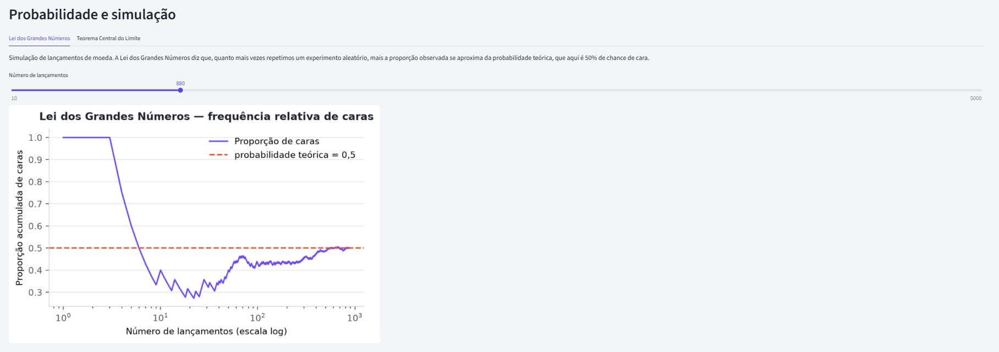 Probabilidade e simulação
Lei dos Grandes Números Teorema Central do Limite
Simulação de lançamentos de moeda. A Lei dos Grandes Números diz que, quanto mais vezes repetimos um experimento aleatório, mais a proporção observada se aproxima da probabilidade teórica, que aqui é 50% de chance de cara.
Número de lançamentos
880
10 5000
Lei dos Grandes Números — frequência relativa de caras
Proporção de caras
probabilidade teórica = 0,5
Proporção acumulada de caras
1.0
0.9
0.8
0.7
0.6
0.5
0.4
0.3
10⁰ 10¹ 10² 10³
Número de lançamentos (escala log)